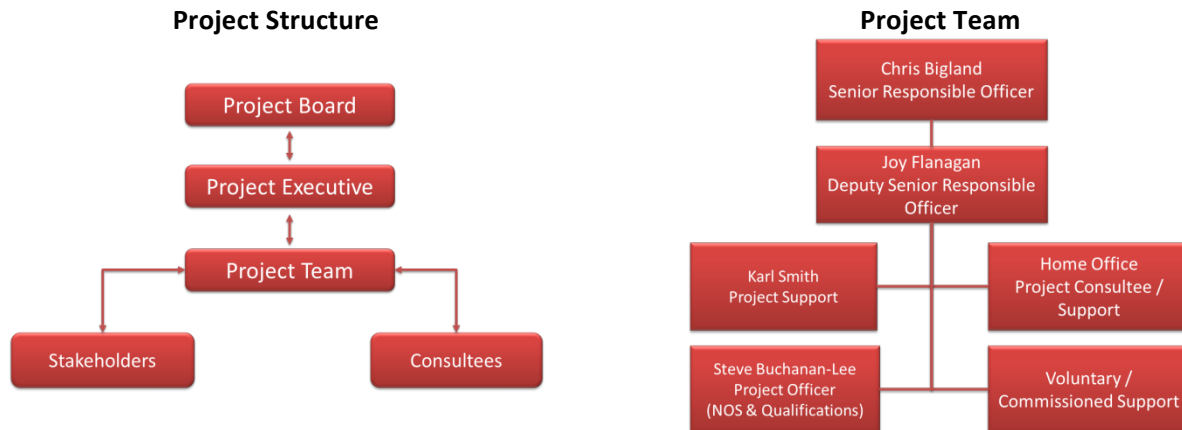 Project Structure
Project Board
Project Executive
Project Team
Stakeholders
Consultees
Project Team
Chris Bigland
Senior Responsible Officer
Joy Flanagan
Deputy Senior Responsible
Officer
Karl Smith
Project Support
Home Office
Project Consultee /
Support
Steve Buchanan-Lee
Project Officer
(NOS & Qualifications)
Voluntary /
Commissioned Support